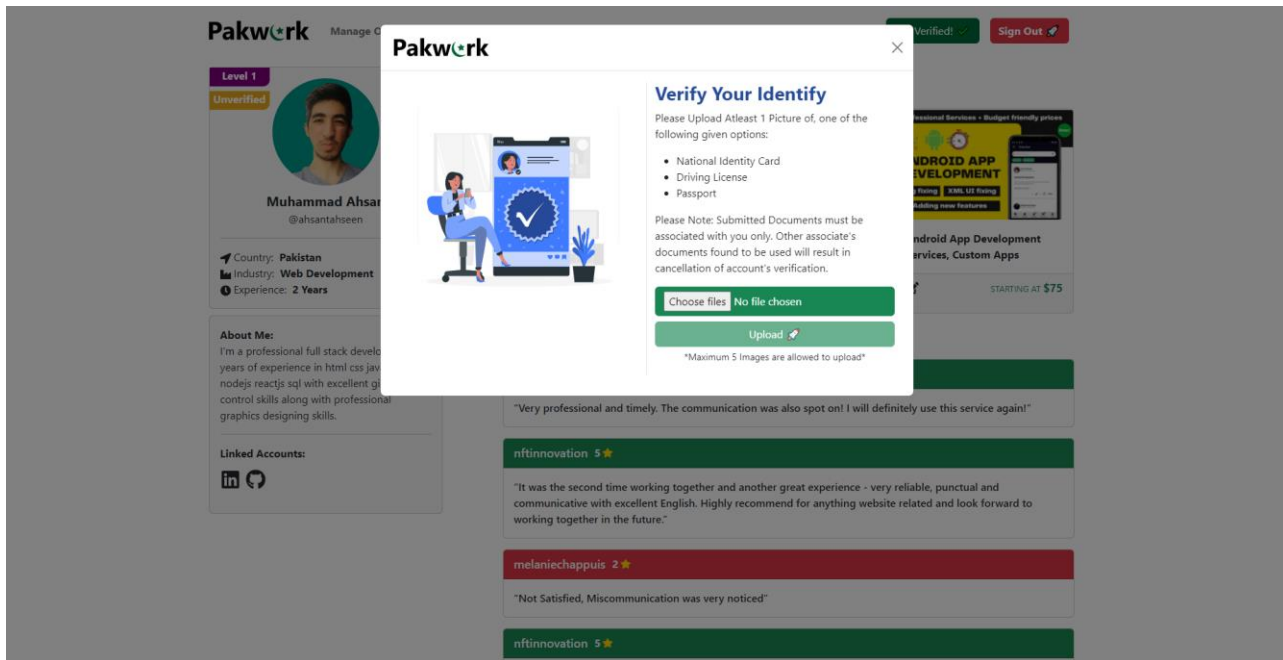 Pakwork
Manage
Verified!
Sign Out
Pakwork
Level 1
Unverified
Muhammad Ahsan
@ahsantahseen
Country: Pakistan
Industry: Web Development
Experience: 2 Years
About Me:
I'm a professional full stack
years of experience in html css
nodejs reactjs sql with excellent
control skills along with professional
graphics designing skills.
Linked Accounts:
in
Verify Your Identify
Please Upload Atleast 1 Picture of, one of the
following given options:
• National Identity Card
• Driving License
• Passport
Please Note: Submitted Documents must be
associated with you only. Other associate's
documents found to be used will result in
cancellation of account's verification.
Choose files No file chosen
Upload
*Maximum 5 Images are allowed to upload*
Services • Budget friendly prices
ANDROID APP
DEVELOPMENT
fixing XML UI fixing
Adding new features
Android App Development
Services, Custom Apps
STARTING AT $75
"Very professional and timely. The communication was also spot on! I will definitely use this service again!"
nftinnovation 5
"It was the second time working together and another great experience - very reliable, punctual and
communicative with excellent English. Highly recommend for anything website related and look forward to
working together in the future."
melaniechappuis 2
"Not Satisfied, Miscommunication was very noticed"
nftinnovation 5